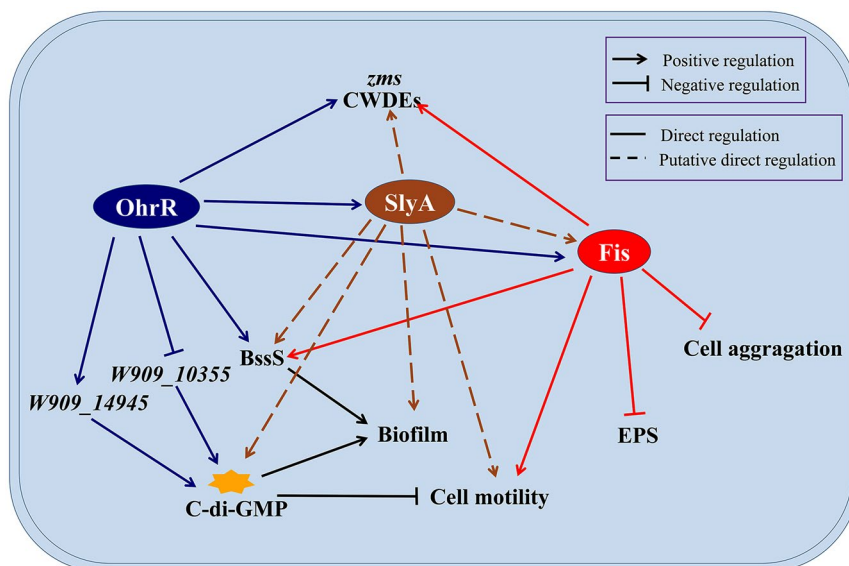 Positive regulation
Negative regulation
Direct regulation
Putative direct regulation
zms
CWDEs
OhrR
SlyA
Fis
BssS
W909_10355
W909_14945
Cell aggragation
Biofilm
EPS
C-di-GMP
Cell motility